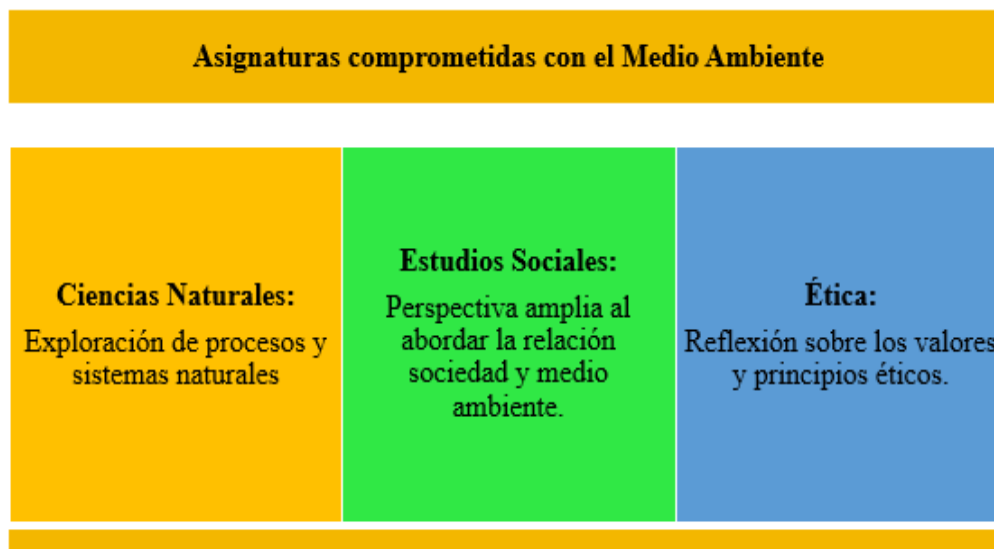 Asignaturas comprometidas con el Medio Ambiente
Ciencias Naturales:
Exploración de procesos y
sistemas naturales
Estudios Sociales:
Perspectiva amplia al
abordar la relación
sociedad y medio
ambiente.
Ética:
Reflexión sobre los valores
y principios éticos.